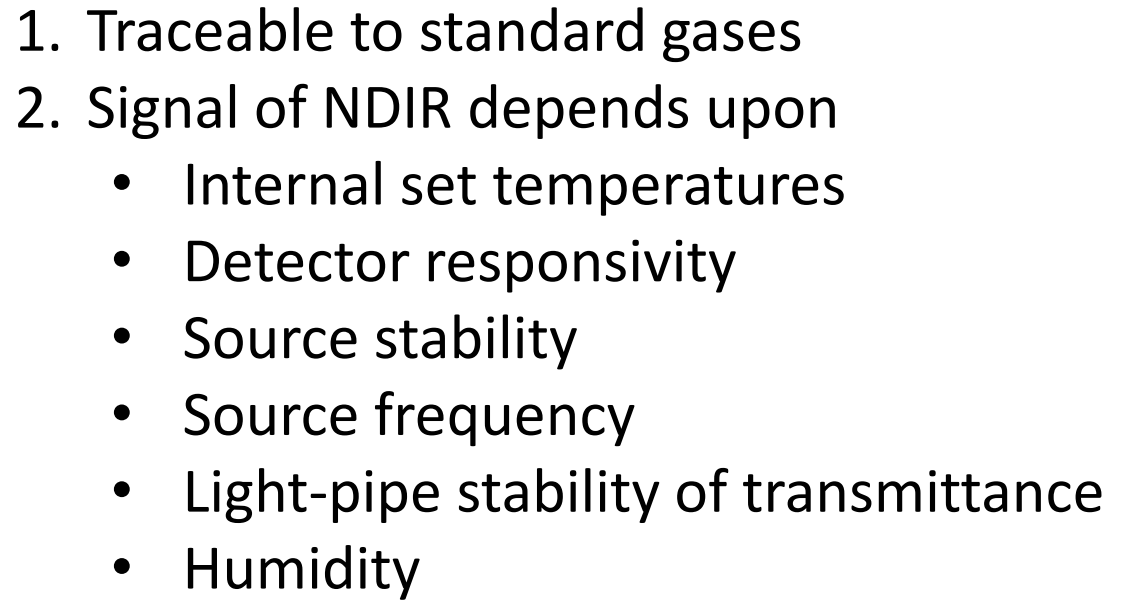 1. Traceable to standard gases
2. Signal of NDIR depends upon
• Internal set temperatures
• Detector responsivity
• Source stability
• Source frequency
• Light-pipe stability of transmittance
• Humidity